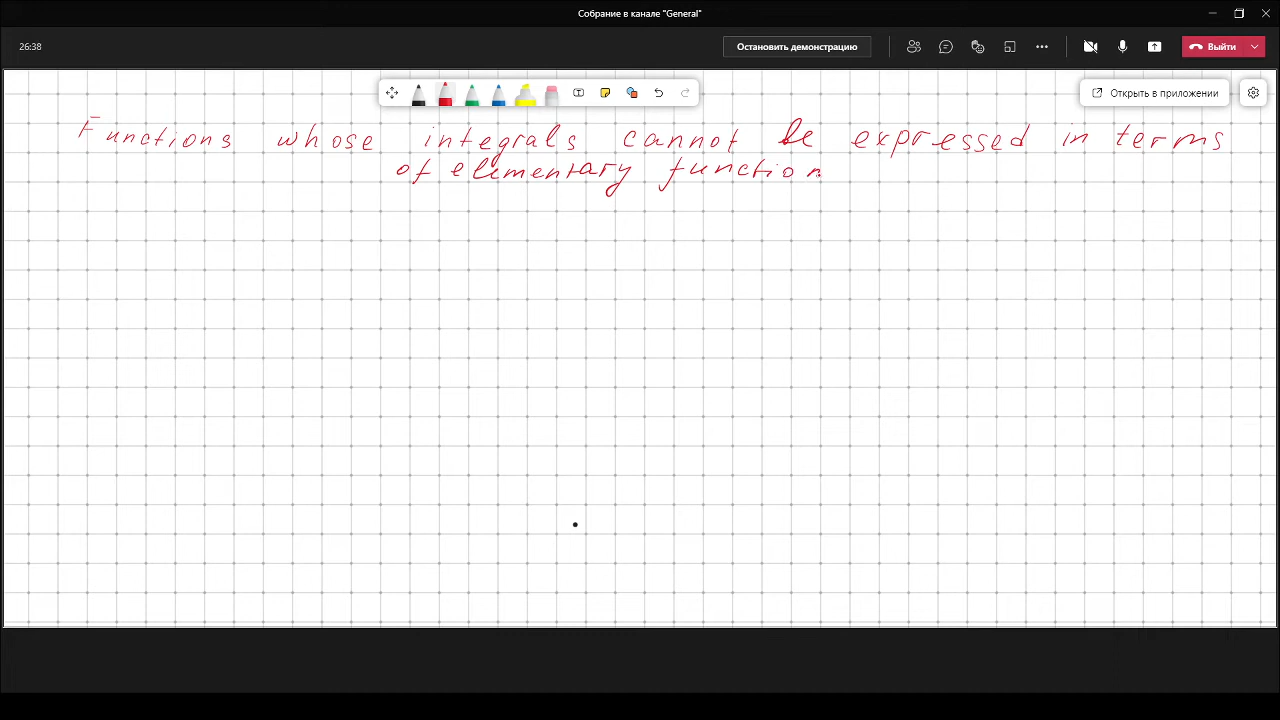 Собрание в канале "General"
26:38
Остановить демонстрацию
Выйти
Открыть в приложении
Functions whose integrals cannot be expressed in terms
of elementary function